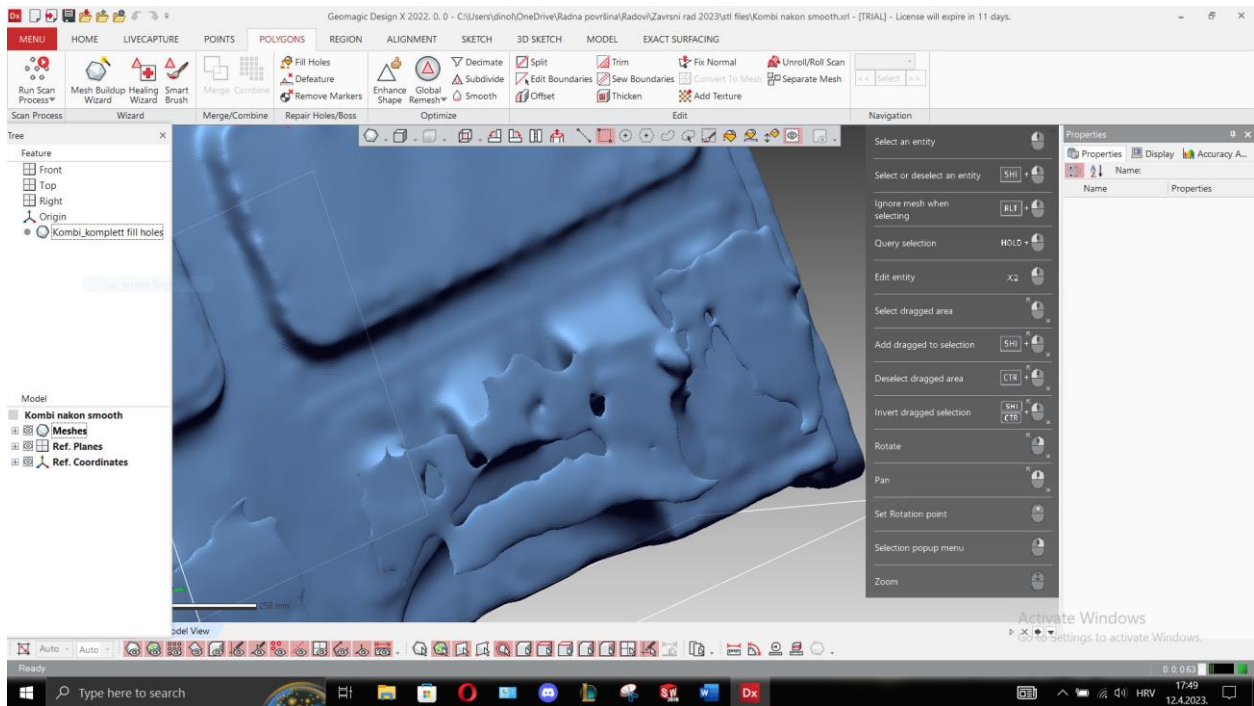 Geomagic Design X 2022. 0. 0 - C:\Users\dinol\OneDrive\Radna površina\Radovi\Zavrsni rad 2023\stl files\Kombi nakon smooth.xrl - [TRIAL] - License will expire in 11 days.
MENU HOME LIVECAPTURE POINTS POLYGONS REGION ALIGNMENT SKETCH 3D SKETCH MODEL EXACT SURFACING
Run Scan Process
Mesh Buildup Wizard
Healing Wizard
Smart Brush
Merge Combine
Fill Holes
Defeature
Remove Markers
Enhance Shape
Global Remesh
Decimate
Subdivide
Smooth
Split
Edit Boundaries
Offset
Trim
Sew Boundaries
Thicken
Fix Normal
Convert To Mesh
Add Texture
Unroll/Roll Scan
Separate Mesh
<< Select >>
Scan Process Wizard Merge/Combine Repair Holes/Boss Optimize Edit Navigation
Tree
Feature
Front
Top
Right
Origin
Kombi_komplett fill holes
Model
Kombi nakon smooth
Meshes
Ref. Planes
Ref. Coordinates
250 mm
Select an entity
Select or deselect an entity SHI +
Ignore mesh when selecting ALT +
Query selection HOLD +
Edit entity X2
Select dragged area
Add dragged to selection SHI +
Deselect dragged area CTR +
Invert dragged selection SHI CTR +
Rotate
Pan
Set Rotation point
Selection popup menu
Zoom
Properties
Properties Display Accuracy A...
Name:
Name Properties
odel View
Activate Windows
Go to Settings to activate Windows.
Auto Auto
Ready
0:0:0.63
Type here to search
Dx
HRV
17:49
12.4.2023.